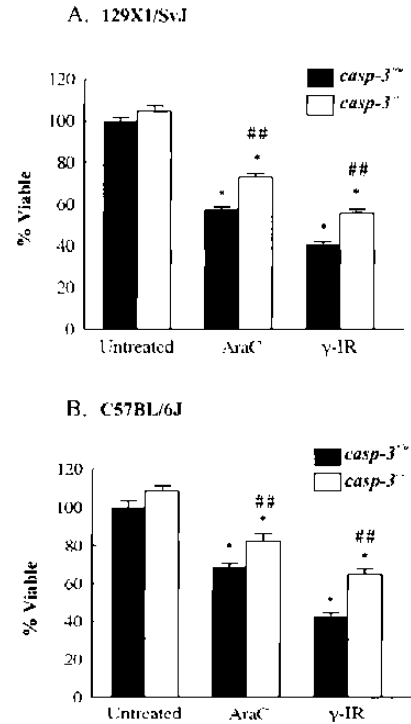 A. 129X1/SvJ
casp-3
casp-3
120
100
80
60
40
20
0
% Viable
*
##
*
*
##
*
Untreated AraC γ-IR
B. C57BL/6J
casp-3
casp-3
120
100
80
60
40
20
0
% Viable
*
##
*
*
##
*
Untreated AraC γ-IR